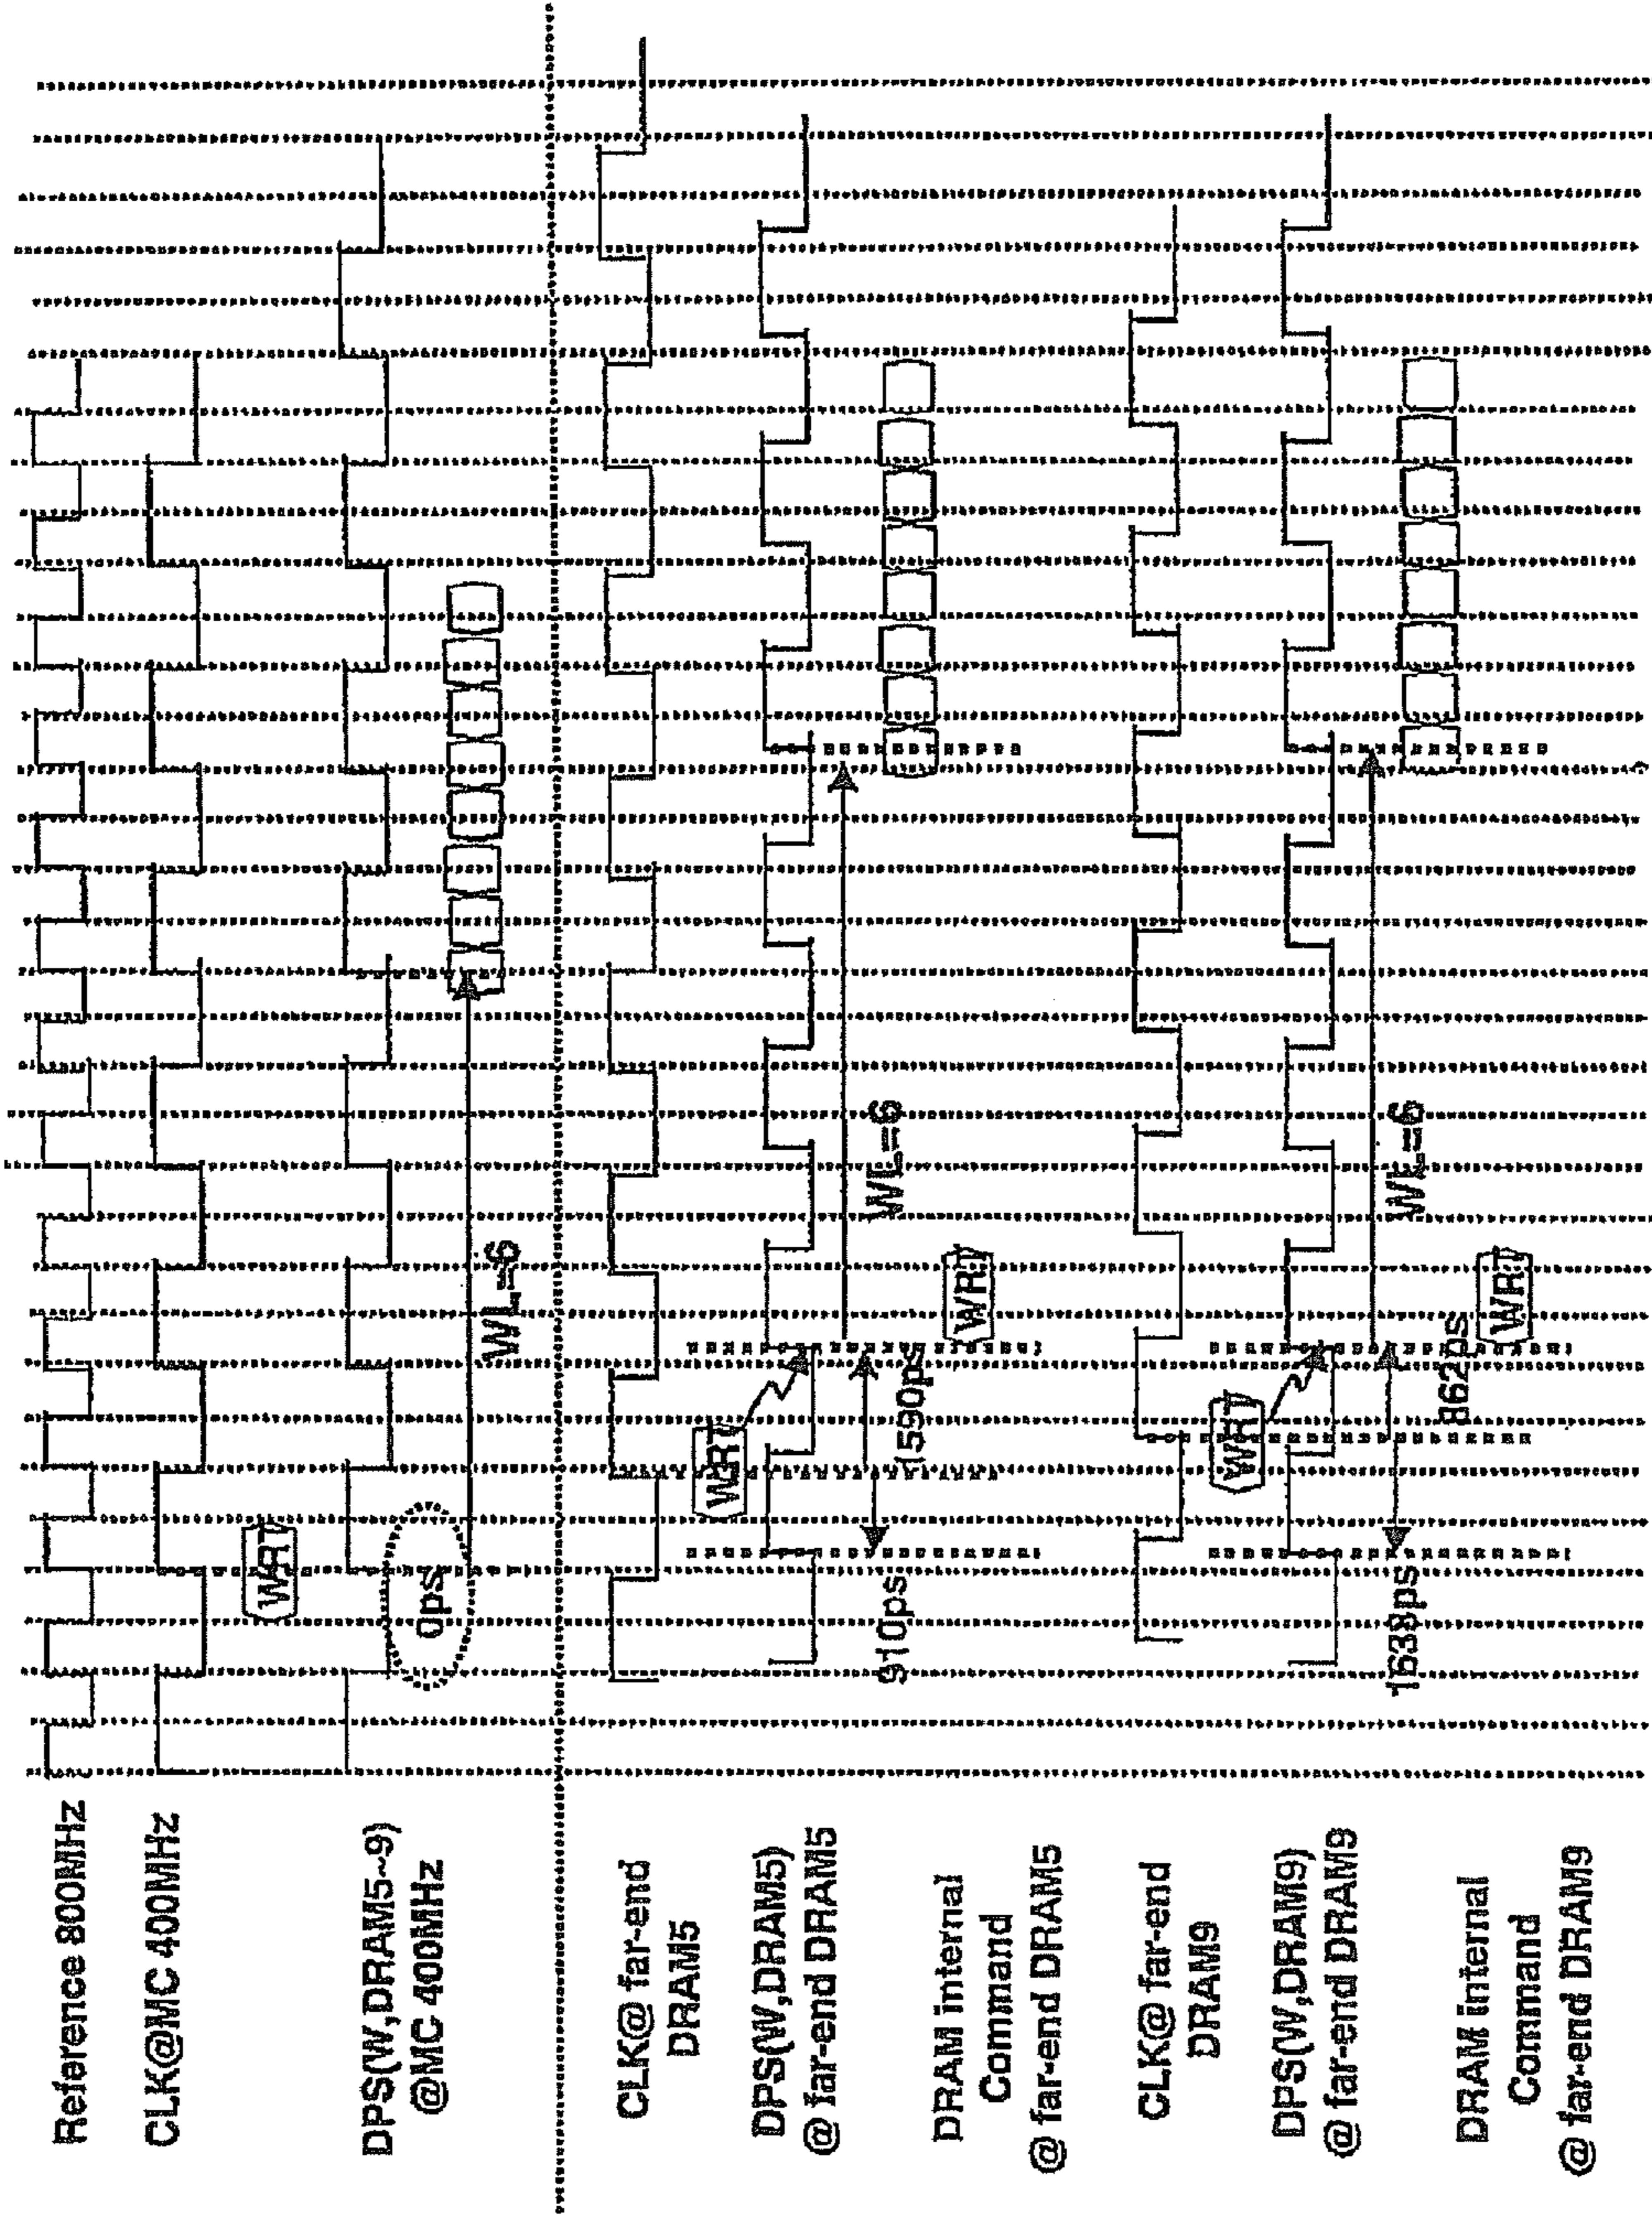 Reference 800MHz
CLK@MC 400MHz
WRT
DPS(W,DRAM5~9)
@MC 400MHz
0ps
WL=6
CLK@ far-end
DRAM5
WRT
DPS(W,DRAM5)
@ far-end DRAM5
910ps
1590ps
WL=6
DRAM internal
Command
@ far-end DRAM5
WRT
CLK@ far-end
DRAM9
WRT
DPS(W,DRAM9)
@ far-end DRAM9
1638ps
862ps
WL=6
DRAM internal
Command
@ far-end DRAM9
WRT